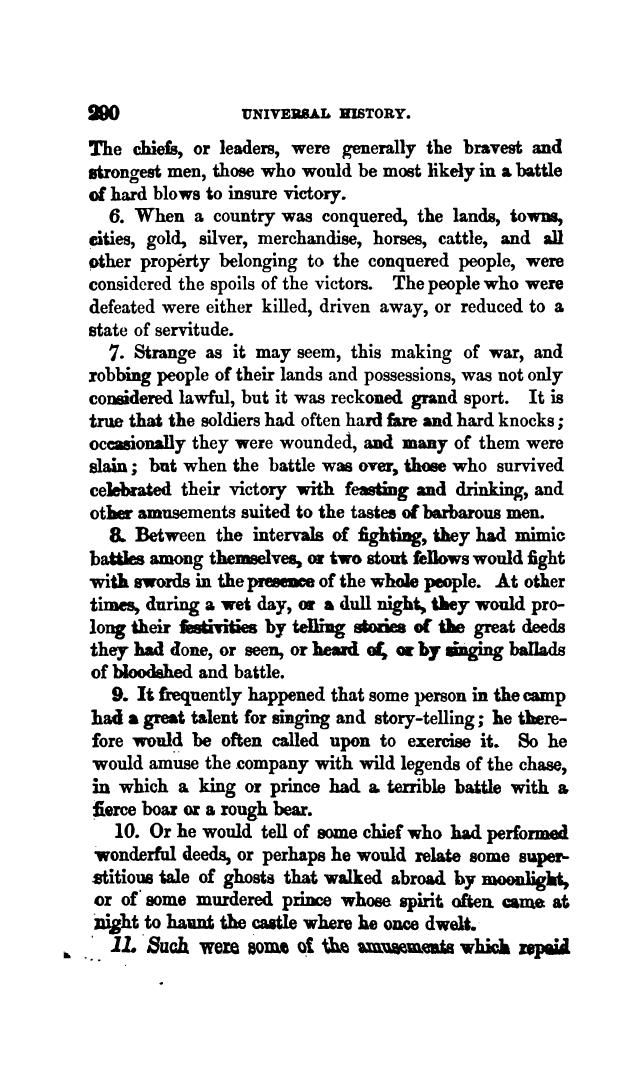 290 UNIVERSAL HISTORY.
The chiefs, or leaders, were generally the bravest and
strongest men, those who would be most likely in a battle
of hard blows to insure victory.
6. When a country was conquered, the lands, towns,
cities, gold, silver, merchandise, horses, cattle, and all
other propérty belonging to the conquered people, were
considered the spoils of the victors. The people who were
defeated were either killed, driven away, or reduced to a
state of servitude.
7. Strange as it may seem, this making of war, and
robbing people of their lands and possessions, was not only
considered lawful, but it was reckoned grand sport. It is
true that the soldiers had often hard fare and hard knocks;
occasionally they were wounded, and many of them were
slain; but when the battle was over, those who survived
celebrated their victory with feasting and drinking, and
other amusements suited to the tastes of barbarous men.
8. Between the intervals of fighting, they had mimic
battles among themselves, or two stout fellows would fight
with swords in the presence of the whole people. At other
times, during a wet day, or a dull night, they would pro-
long their festivities by telling stories of the great deeds
they had done, or seen, or heard of, or by singing ballads
of bloodshed and battle.
9. It frequently happened that some person in the camp
had a great talent for singing and story-telling; he there-
fore would be often called upon to exercise it. So he
would amuse the company with wild legends of the chase,
in which a king or prince had a terrible battle with a
fierce boar or a rough bear.
10. Or he would tell of some chief who had performed
wonderful deeds, or perhaps he would relate some super-
stitious tale of ghosts that walked abroad by moonlight,
or of some murdered prince whose spirit often came at
night to haunt the castle where he once dwelt.
11. Such were some of the amusements which repaid